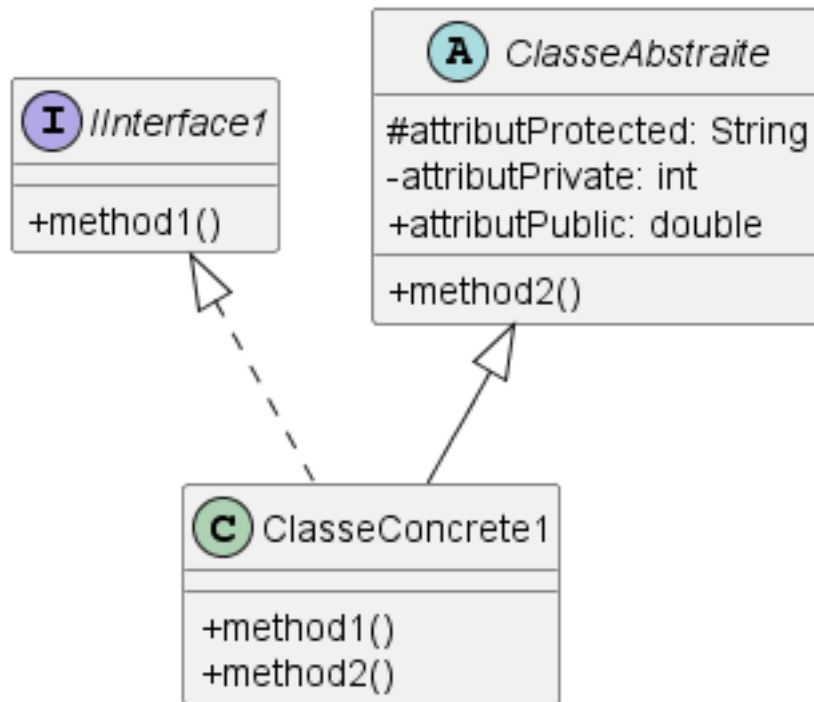 I IInterface1
+method1()
A ClasseAbstraite
#attributProtected: String
-attributPrivate: int
+attributPublic: double
+method2()
C ClasseConcrete1
+method1()
+method2()